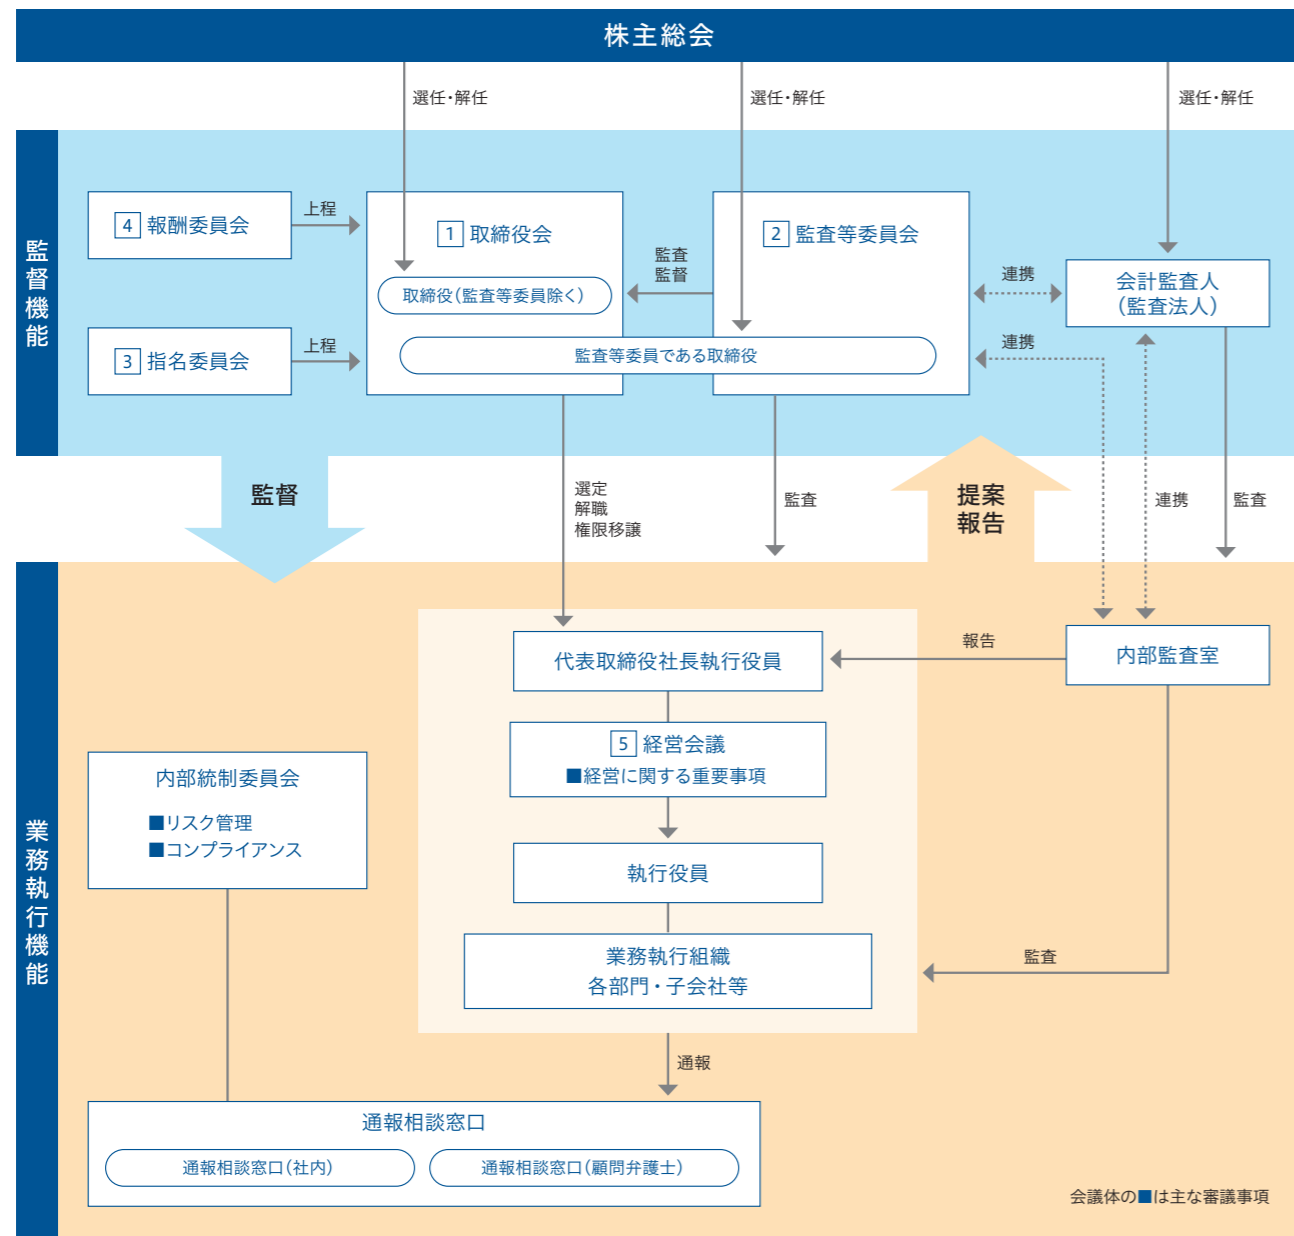 株主総会
選任・解任
選任・解任
選任・解任
監督機能
4 報酬委員会
上程
1 取締役会
取締役（監査等委員除く）
監査
監督
2 監査等委員会
連携
会計監査人
（監査法人）
3 指名委員会
上程
監査等委員である取締役
連携
監督
選定
解職
権限移譲
監査
提案
報告
連携
監査
業務執行機能
代表取締役社長執行役員
報告
内部監査室
5 経営会議
■経営に関する重要事項
内部統制委員会
■リスク管理
■コンプライアンス
執行役員
業務執行組織
各部門・子会社等
監査
通報
通報相談窓口
通報相談窓口（社内）
通報相談窓口（顧問弁護士）
会議体の■は主な審議事項